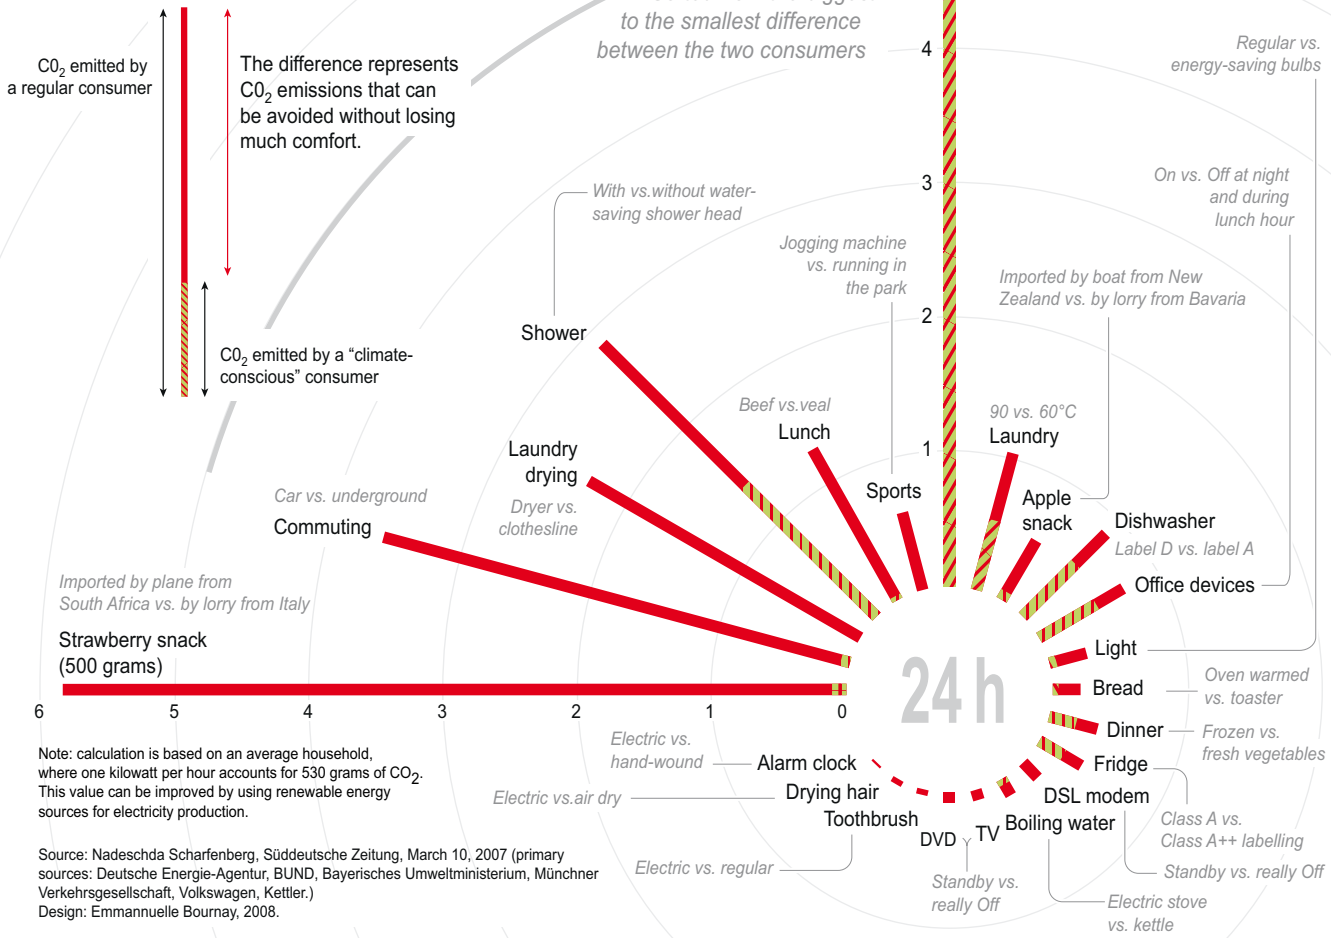 to the smallest difference
between the two consumers
C0₂ emitted by
a regular consumer
The difference represents
C0₂ emissions that can
be avoided without losing
much comfort.
C0₂ emitted by a “climate-
conscious” consumer
4
3
2
1
Regular vs.
energy-saving bulbs
On vs. Off at night
and during
lunch hour
With vs.without water-
saving shower head
Shower
Jogging machine
vs. running in
the park
Sports
Imported by boat from New
Zealand vs. by lorry from Bavaria
Apple
snack
Beef vs.veal
Lunch
90 vs. 60°C
Laundry
Laundry
drying
Dryer vs.
clothesline
Car vs. underground
Commuting
Dishwasher
Label D vs. label A
Office devices
Imported by plane from
South Africa vs. by lorry from Italy
Strawberry snack
(500 grams)
24 h
Light
Bread
Oven warmed
vs. toaster
Dinner
Frozen vs.
fresh vegetables
Fridge
Class A vs.
Class A++ labelling
6
5
4
3
2
1
0
Electric vs.
hand-wound
Alarm clock
Drying hair
Electric vs.air dry
Toothbrush
Electric vs. regular
DVD
TV
Standby vs.
really Off
Boiling water
Electric stove
vs. kettle
DSL modem
Standby vs. really Off
Note: calculation is based on an average household,
where one kilowatt per hour accounts for 530 grams of CO₂.
This value can be improved by using renewable energy
sources for electricity production.
Source: Nadeschda Scharfenberg, Süddeutsche Zeitung, March 10, 2007 (primary
sources: Deutsche Energie-Agentur, BUND, Bayerisches Umweltministerium, Münchner
Verkehrsgesellschaft, Volkswagen, Kettler.)
Design: Emmannuelle Bournay, 2008.